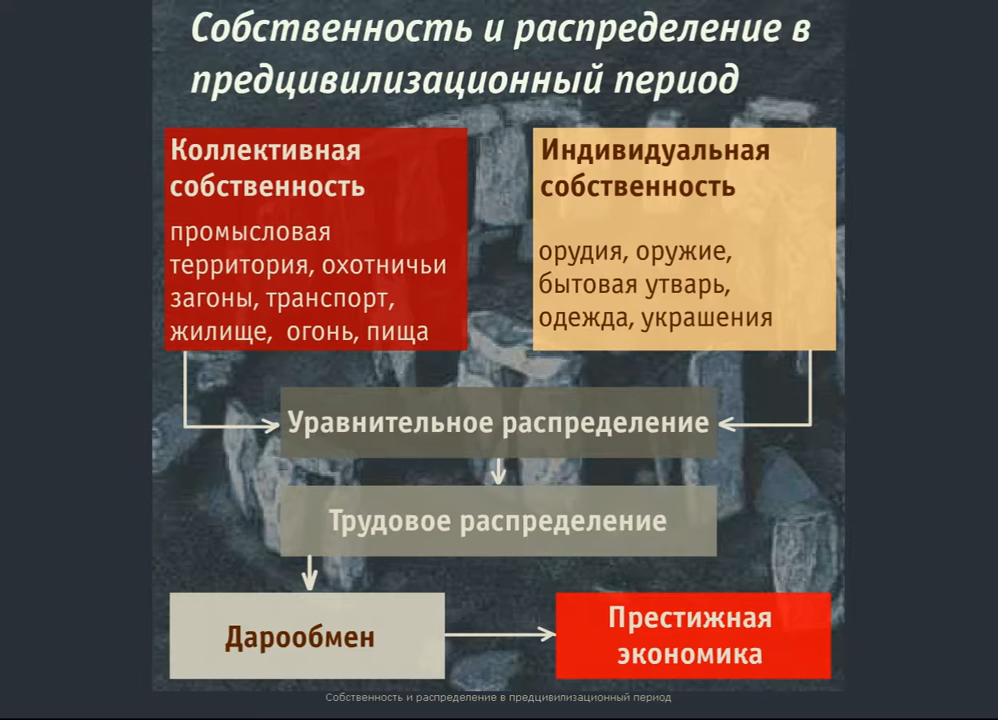 Собственность и распределение в
предцивилизационный период
Коллективная
собственность
промысловая
территория, охотничьи
загоны, транспорт,
жилище, огонь, пища
Индивидуальная
собственность
орудия, оружие,
бытовая утварь,
одежда, украшения
Уравнительное распределение
Трудовое распределение
Дарообмен
Престижная
экономика
Собственность и распределение в предцивилизационный период